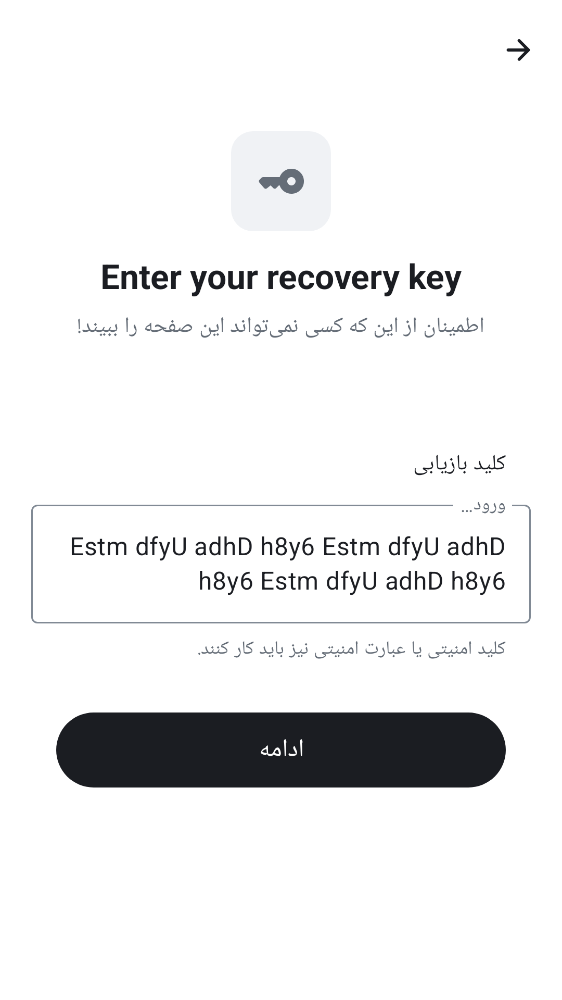 Enter your recovery key
اطمینان از این که کسی نمی‌تواند این صفحه را ببیند!
کلید بازیابی
ورود...
Estm dfyU adhD h8y6 Estm dfyU adhD
h8y6 Estm dfyU adhD h8y6
کلید امنیتی یا عبارت امنیتی نیز باید کار کنند.
ادامه